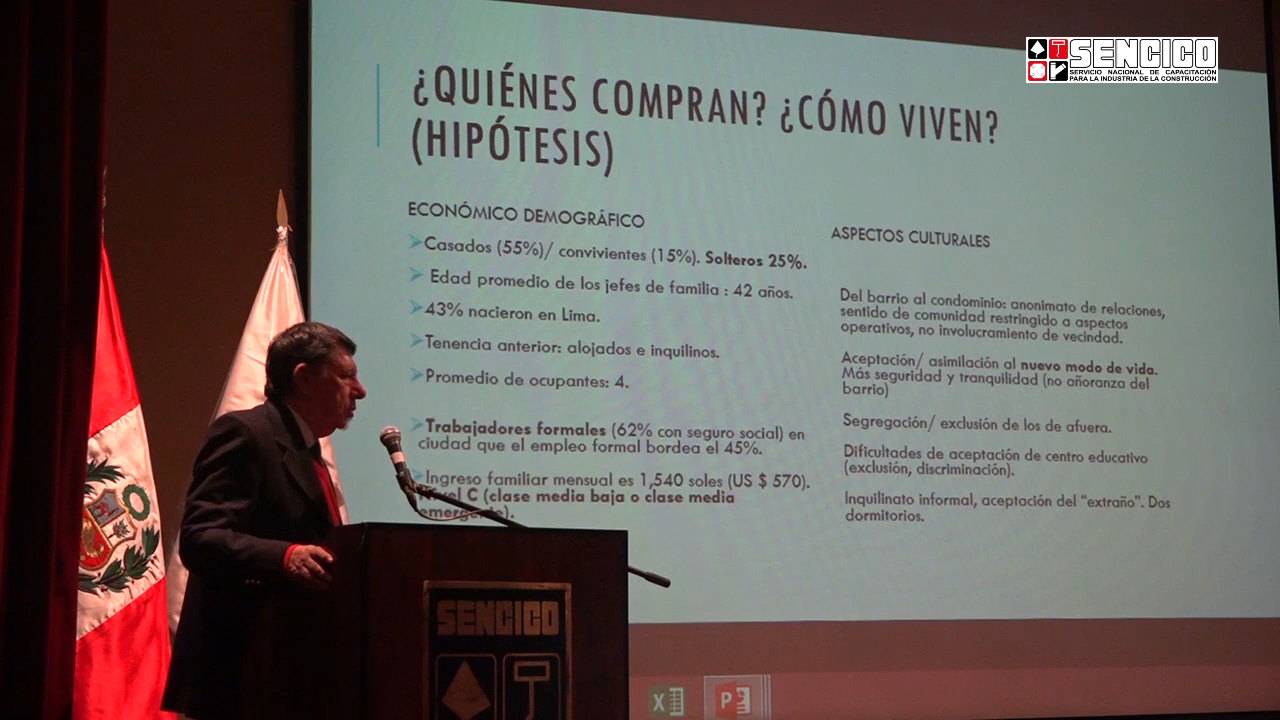 SENCICO
SERVICIO NACIONAL DE CAPACITACIÓN
PARA LA INDUSTRIA DE LA CONSTRUCCIÓN
¿QUIÉNES COMPRAN? ¿CÓMO VIVEN?
(HIPÓTESIS)
ECONÓMICO DEMOGRÁFICO
Casados (55%)/ convivientes (15%). Solteros 25%.
Edad promedio de los jefes de familia : 42 años.
43% nacieron en Lima.
Tenencia anterior: alojados e inquilinos.
Promedio de ocupantes: 4.
Trabajadores formales (62% con seguro social) en
ciudad que el empleo formal bordea el 45%.
Ingreso familiar mensual es 1,540 soles (US $ 570).
Nivel C (clase media baja o clase media
emergente).
ASPECTOS CULTURALES
Del barrio al condominio: anonimato de relaciones,
sentido de comunidad restringido a aspectos
operativos, no involucramiento de vecindad.
Aceptación/ asimilación al nuevo modo de vida.
Más seguridad y tranquilidad (no añoranza del
barrio)
Segregación/ exclusión de los de afuera.
Dificultades de aceptación de centro educativo
(exclusión, discriminación).
Inquilinato informal, aceptación del "extraño". Dos
dormitorios.
SENCICO